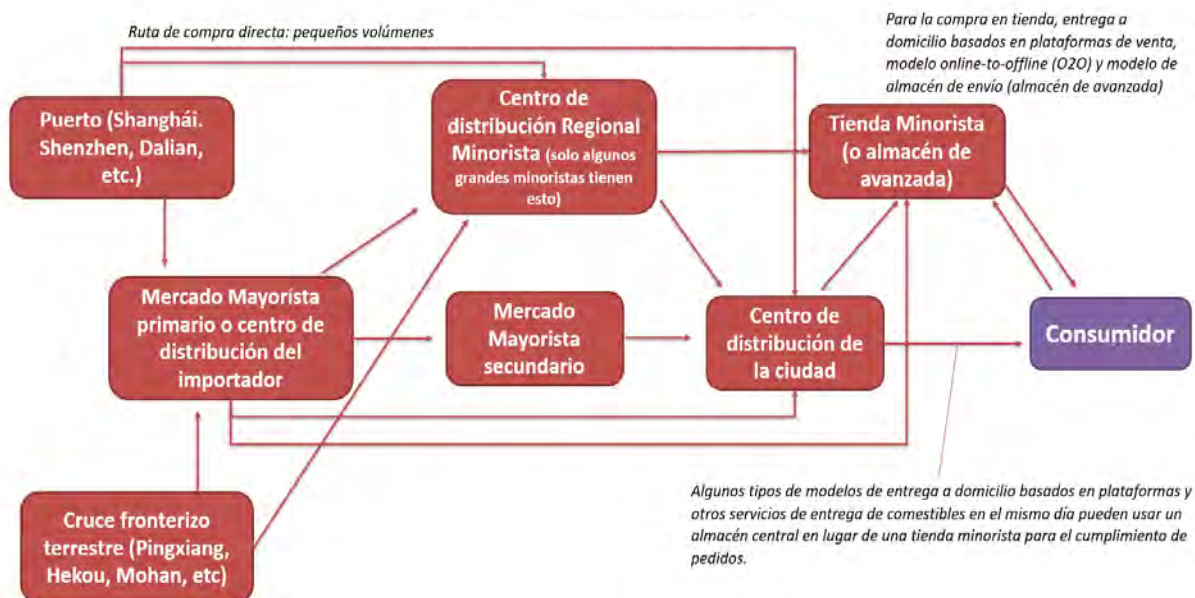 Ruta de compra directa: pequeños volúmenes
Para la compra en tienda, entrega a
domicilio basados en plataformas de venta,
modelo online-to-offline (O2O) y modelo de
almacén de envío (almacén de avanzada)
Puerto (Shanghái.
Shenzhen, Dalian,
etc.)
Centro de
distribución Regional
Minorista (solo algunos
grandes minoristas tienen
esto)
Tienda Minorista
(o almacén de
avanzada)
Mercado Mayorista
primario o centro de
distribución del
importador
Mercado
Mayorista
secundario
Centro de
distribución de
la ciudad
Consumidor
Cruce fronterizo
terrestre (Pingxiang,
Hekou, Mohan, etc)
Algunos tipos de modelos de entrega a domicilio basados en plataformas y
otros servicios de entrega de comestibles en el mismo día pueden usar un
almacén central en lugar de una tienda minorista para el cumplimiento de
pedidos.